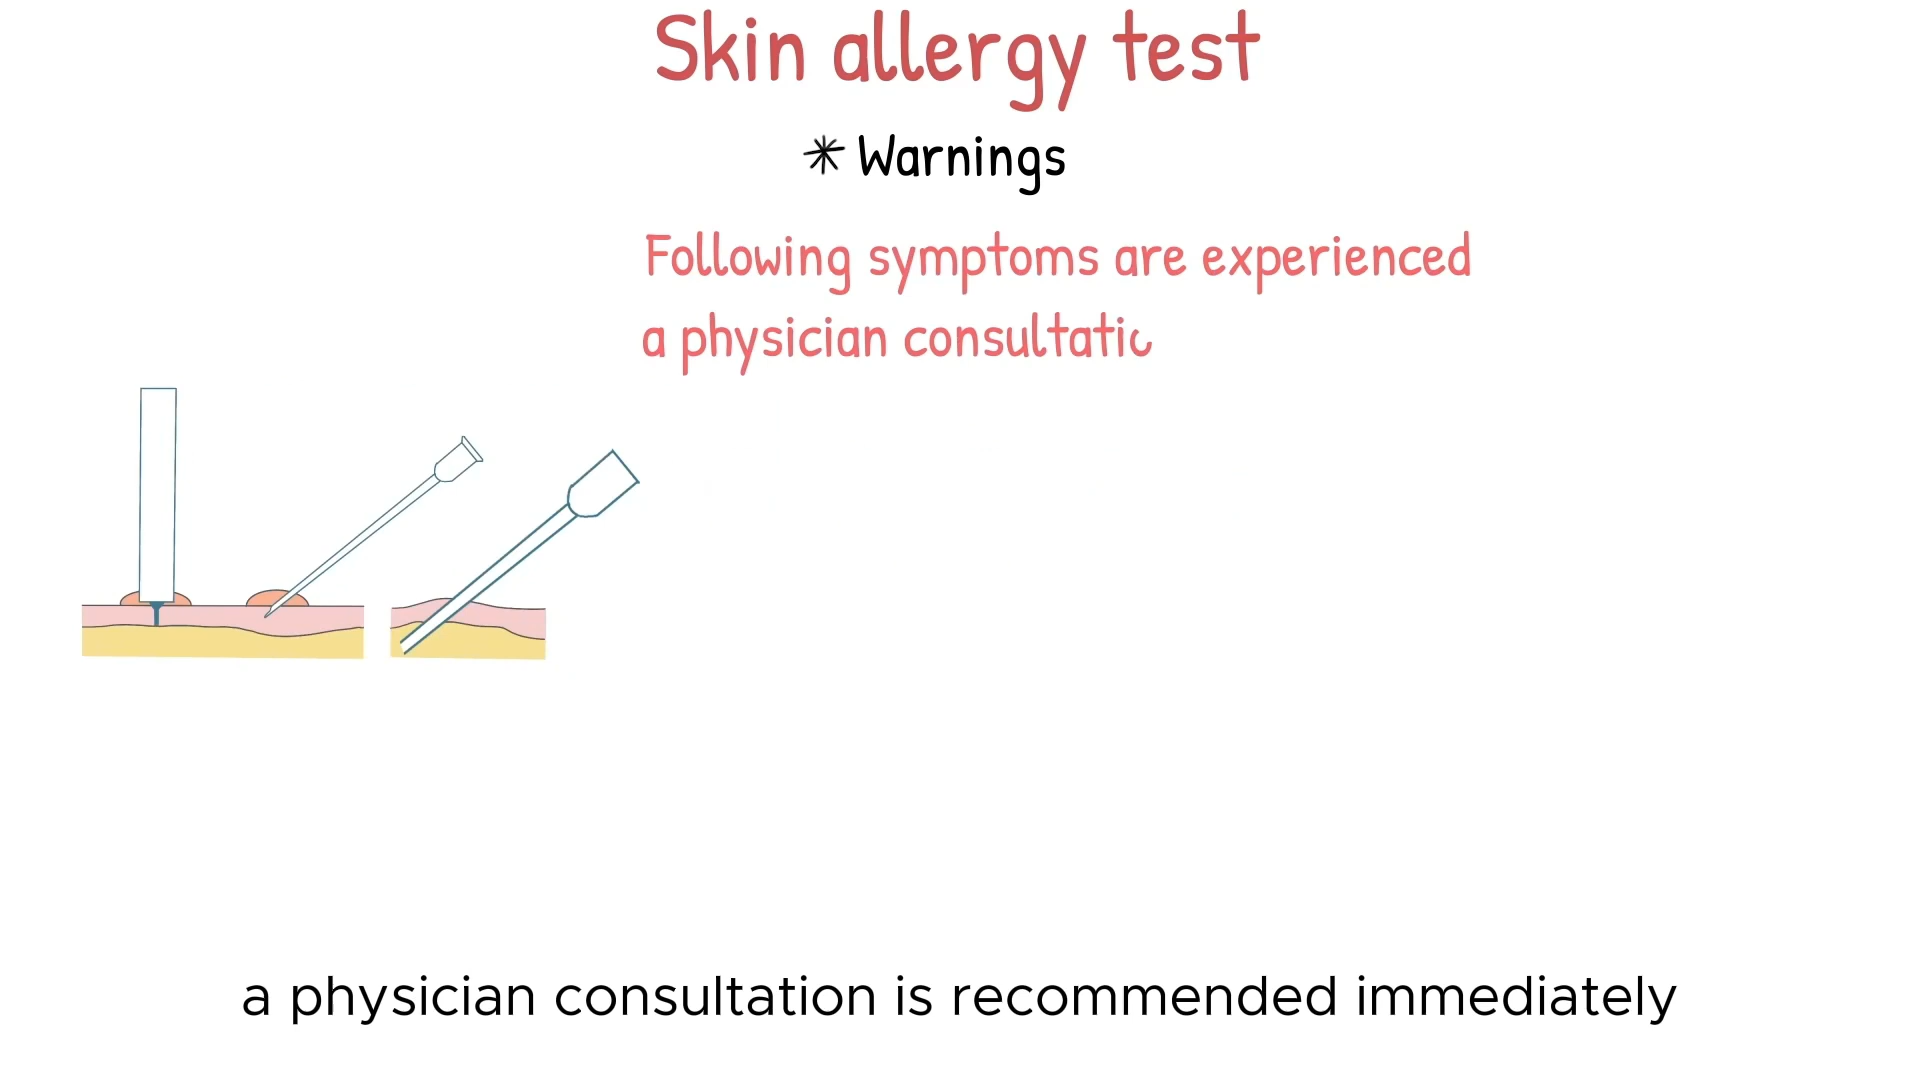 Skin allergy test
* Warnings
Following symptoms are experienced
a physician consultatic
a physician consultation is recommended immediately